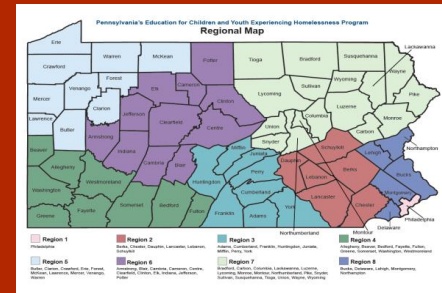 Pennsylvania's Education for Children and Youth Experiencing Homelessness Program
Regional Map
Erie
Crawford
Warren
McKean
Potter
Tioga
Bradford
Susquehanna
Lackawanna
Wayne
Wyoming
Sullivan
Pike
Mercer
Venango
Forest
Elk
Cameron
Clinton
Lycoming
Luzerne
Monroe
Lawrence
Butler
Clarion
Jefferson
Clearfield
Centre
Union
Snyder
Columbia
Carbon
Northampton
Armstrong
Indiana
Cambria
Blair
Huntington
Mifflin
Juniata
Perry
Dauphin
Schuylkill
Lehigh
Bucks
Beaver
Allegheny
Westmoreland
Cumberland
Lebanon
Berks
Montgomery
Washington
Greene
Fayette
Somerset
Bedford
Fulton
Franklin
Adams
York
Lancaster
Chester
Delaware
Philadelphia
Northumberland
Montour
Region 1
Philadelphia
Region 2
Berks, Chester, Dauphin, Lancaster, Lebanon,
Schuylkill
Region 3
Adams, Cumberland, Franklin, Huntingdon, Juniata,
Mifflin, Perry, York
Region 4
Allegheny, Beaver, Bedford, Fayette, Fulton,
Greene, Somerset, Washington, Westmoreland
Region 5
Butler, Clarion, Crawford, Erie, Forest,
McKean, Lawrence, Mercer, Venango,
Warren
Region 6
Armstrong, Blair, Cambria, Cameron, Centre,
Clearfield, Clinton, Elk, Indiana, Jefferson,
Potter
Region 7
Bradford, Carbon, Columbia, Lackawanna, Luzerne,
Lycoming, Monroe, Montour, Northumberland, Pike, Snyder,
Sullivan, Susquehanna, Tioga, Union, Wayne, Wyoming
Region 8
Bucks, Delaware, Lehigh, Montgomery,
Northampton